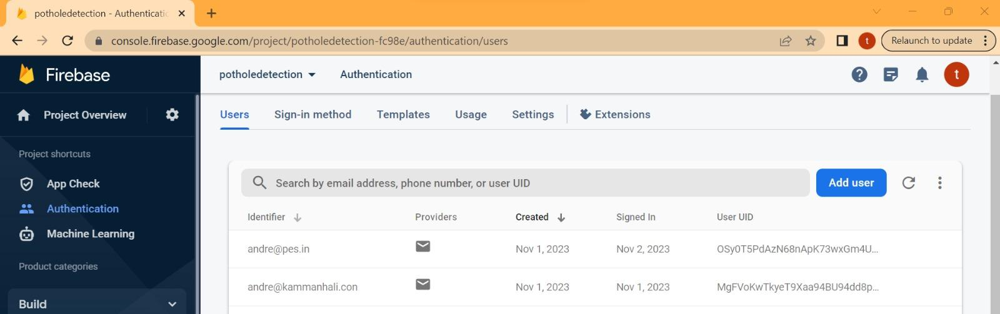 potholedetection - Authenticatic
console.firebase.google.com/project/potholedetection-fc98e/authentication/users
t
Relaunch to update
Firebase
potholedetection
Authentication
t
Project Overview
Users
Sign-in method
Templates
Usage
Settings
Extensions
Project shortcuts
App Check
Authentication
Machine Learning
Product categories
Build
Search by email address, phone number, or user UID
Add user
Identifier Providers Created Signed In User UID
andre@pes.in Nov 1, 2023 Nov 2, 2023 OSy0T5PdAzN68nApK73wxGm4U...
andre@kammanhali.con Nov 1, 2023 Nov 1, 2023 MgFVoKwTkyeT9Xaa94BU94dd8p...